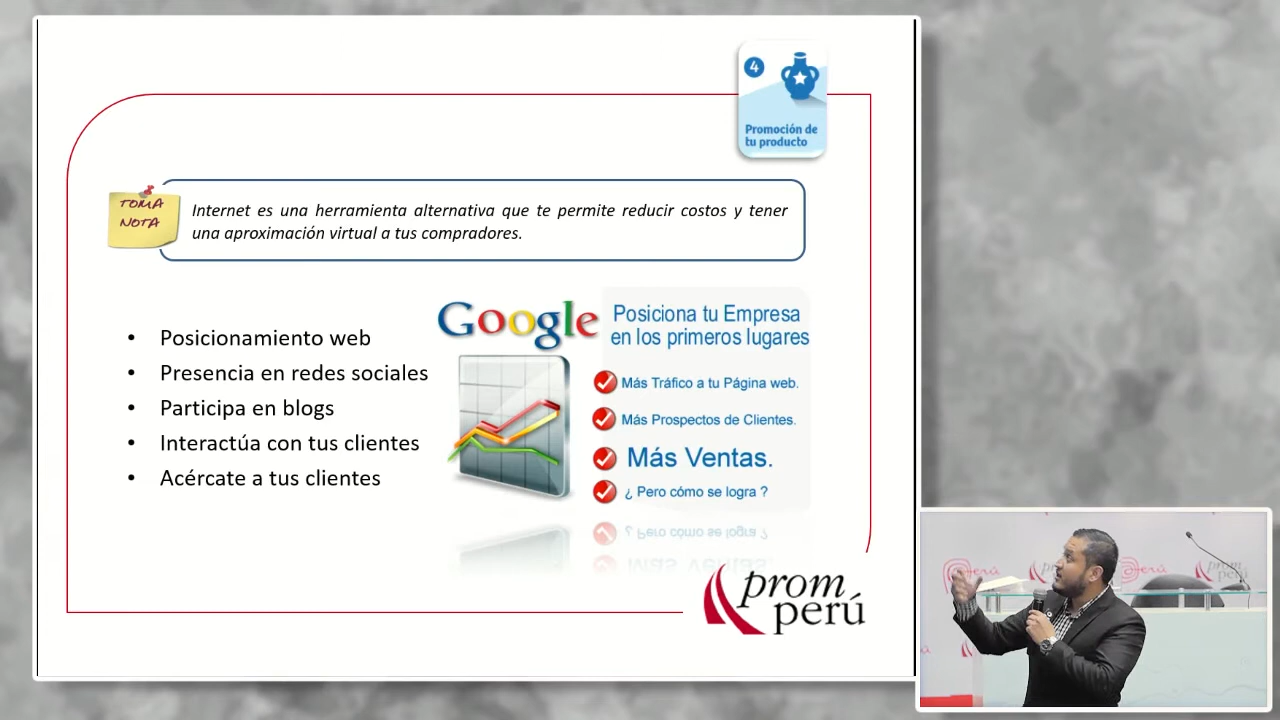 4
Promoción de
tu producto
TOMA
NOTA
Internet es una herramienta alternativa que te permite reducir costos y tener
una aproximación virtual a tus compradores.
• Posicionamiento web
• Presencia en redes sociales
• Participa en blogs
• Interactúa con tus clientes
• Acércate a tus clientes
Google
Posiciona tu Empresa
en los primeros lugares
Más Tráfico a tu Página web.
Más Prospectos de Clientes.
Más Ventas.
¿ Pero cómo se logra ?
prom
perú
Perú